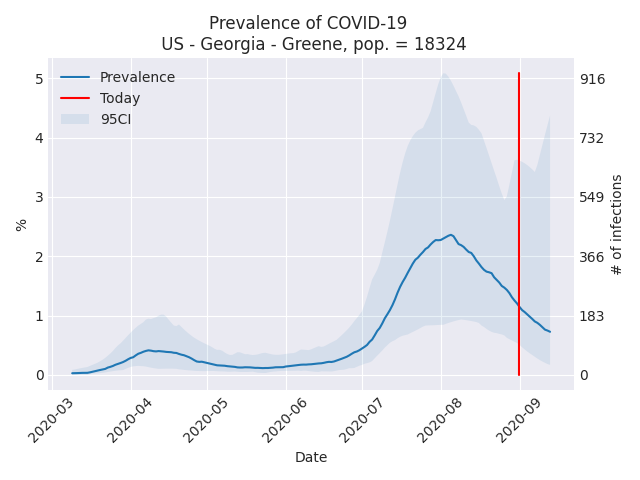 Prevalence of COVID-19
US - Georgia - Greene, pop. = 18324
Prevalence
Today
95CI
5
4
3
2
1
0
%
916
732
549
366
183
0
# of infections
2020-03
2020-04
2020-05
2020-06
2020-07
2020-08
2020-09
Date